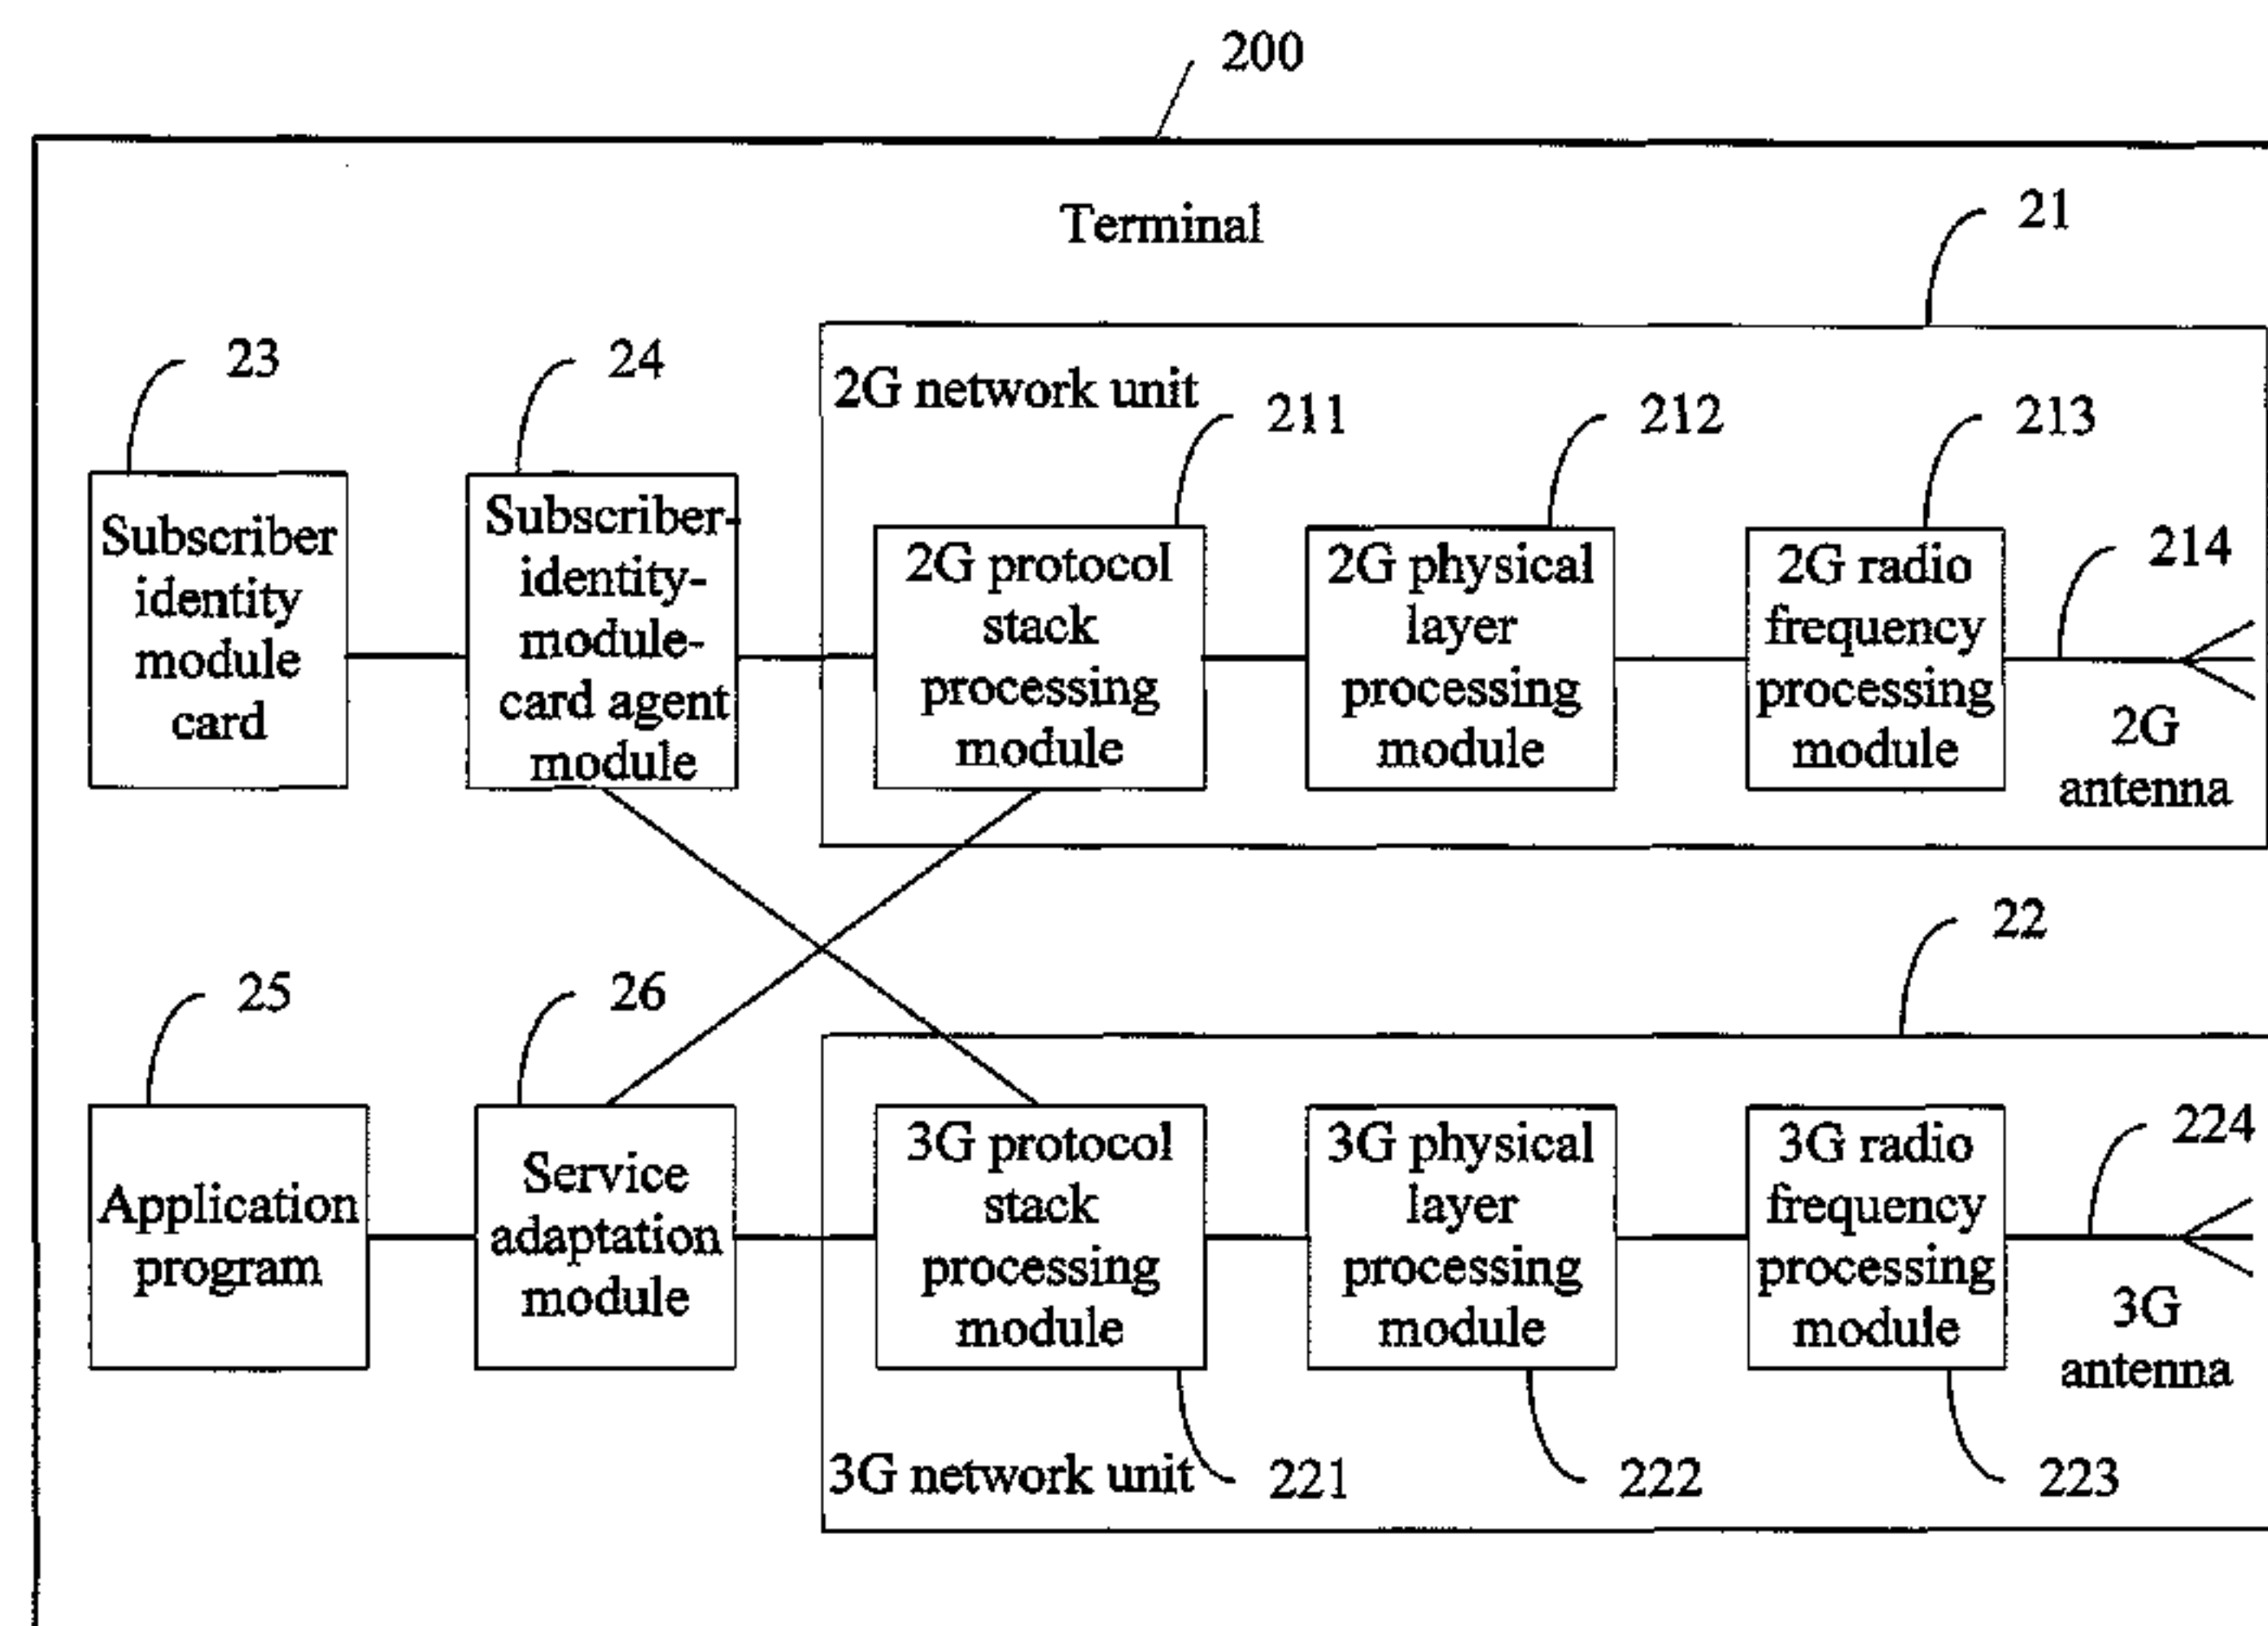 200
Terminal
21
23
24
2G network unit
211
212
213
214
Subscriber
identity
module
card
Subscriber-
identity-
module-
card agent
module
2G protocol
stack
processing
module
2G physical
layer
processing
module
2G radio
frequency
processing
module
2G
antenna
22
25
26
224
Application
program
Service
adaptation
module
3G protocol
stack
processing
module
3G physical
layer
processing
module
3G radio
frequency
processing
module
3G
antenna
3G network unit
221
222
223